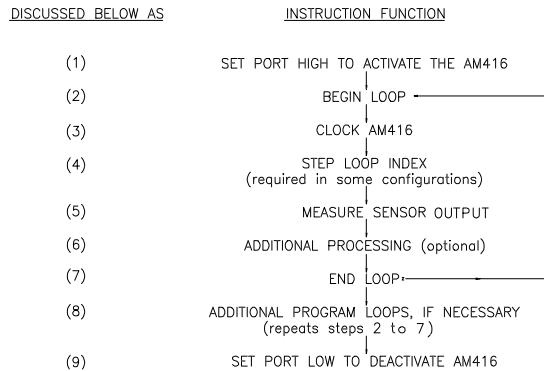 DISCUSSED BELOW AS INSTRUCTION FUNCTION
(1) SET PORT HIGH TO ACTIVATE THE AM416
(2) BEGIN LOOP
(3) CLOCK AM416
(4) STEP LOOP INDEX
(required in some configurations)
(5) MEASURE SENSOR OUTPUT
(6) ADDITIONAL PROCESSING (optional)
(7) END LOOP
(8) ADDITIONAL PROGRAM LOOPS, IF NECESSARY
(repeats steps 2 to 7)
(9) SET PORT LOW TO DEACTIVATE AM416